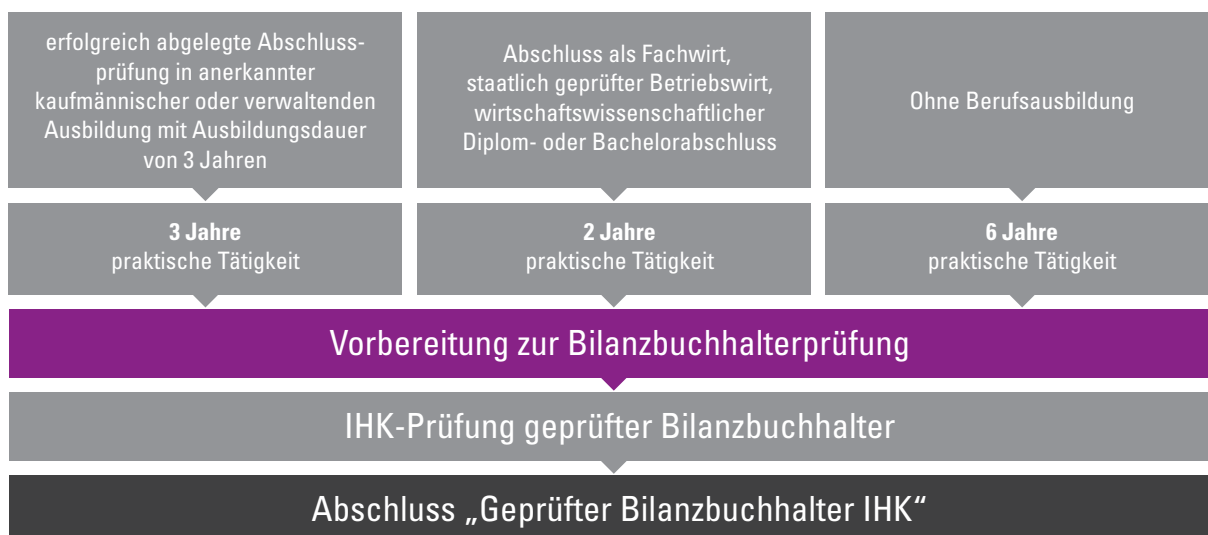 erfolgreich abgelegte Abschluss-
prüfung in anerkannter
kaufmännischer oder verwaltenden
Ausbildung mit Ausbildungsdauer
von 3 Jahren
Abschluss als Fachwirt,
staatlich geprüfter Betriebswirt,
wirtschaftswissenschaftlicher
Diplom- oder Bachelorabschluss
Ohne Berufsausbildung
3 Jahre
praktische Tätigkeit
2 Jahre
praktische Tätigkeit
6 Jahre
praktische Tätigkeit
Vorbereitung zur Bilanzbuchhalterprüfung
IHK-Prüfung geprüfter Bilanzbuchhalter
Abschluss „Geprüfter Bilanzbuchhalter IHK“